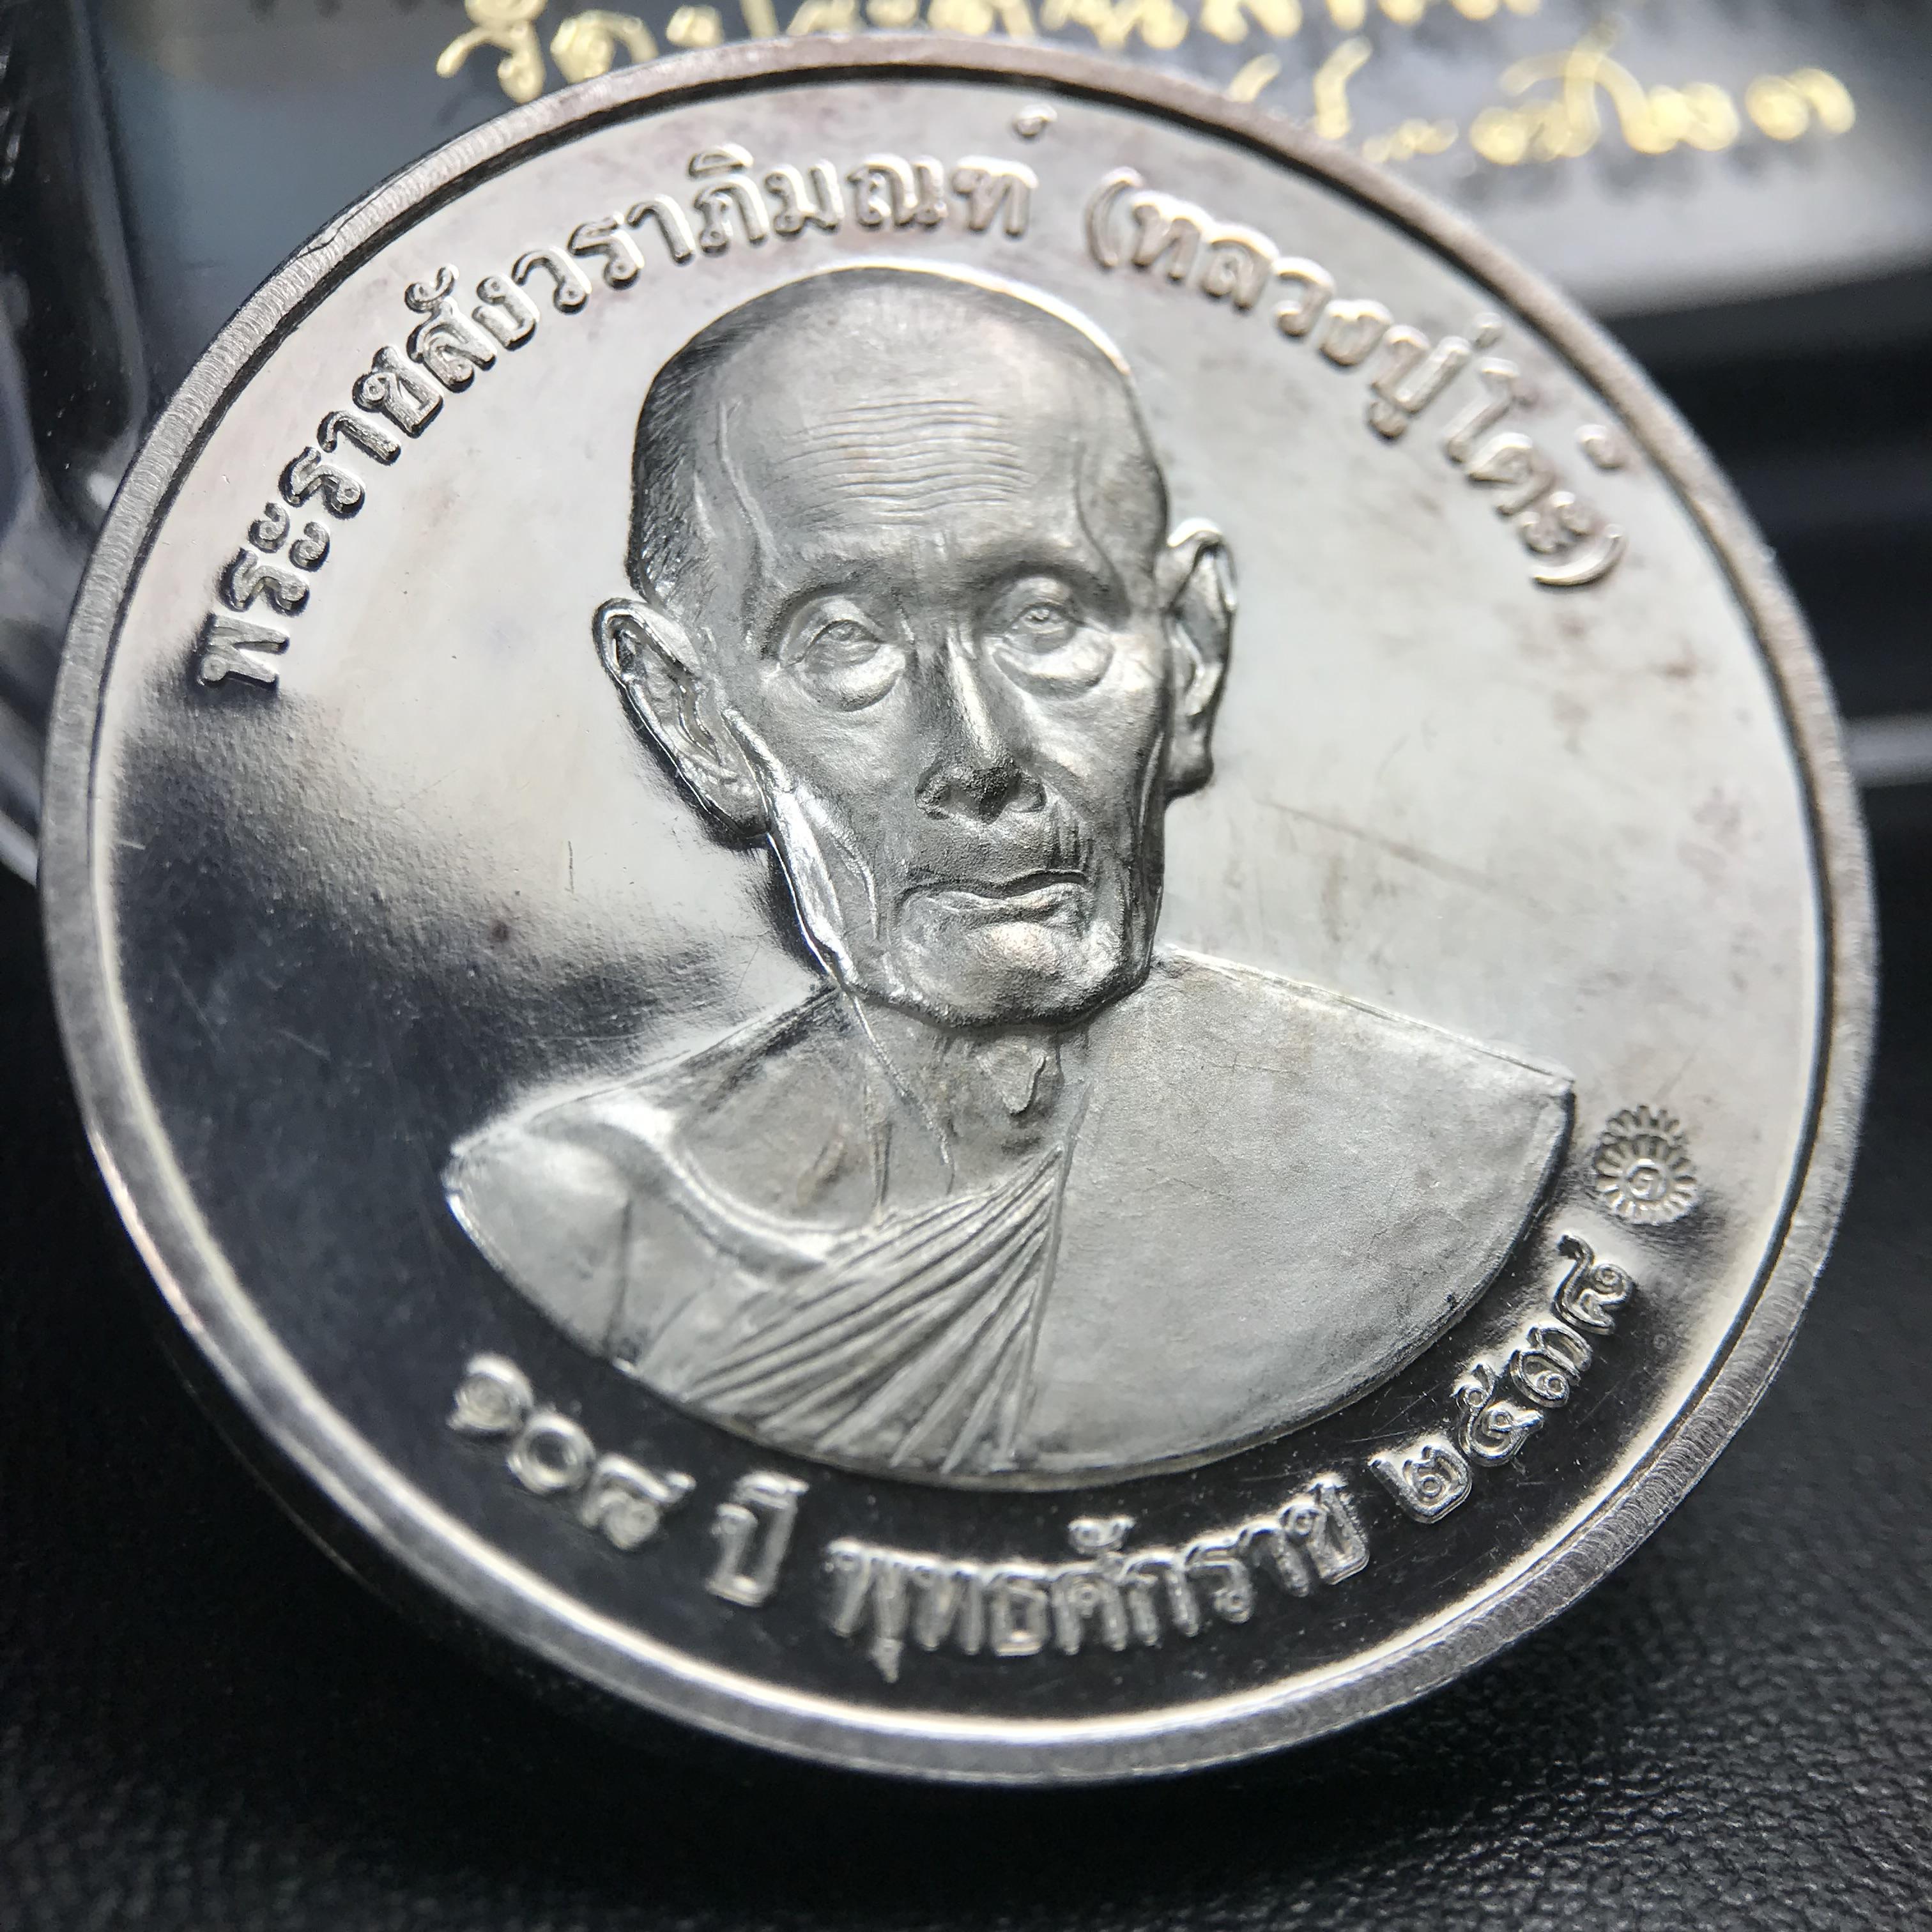 พระราชสังวราภิมณฑ์ (หลวงปู่โต๊ะ)
๑๐๘ ปี พุทธศักราช ๒๕๓๘